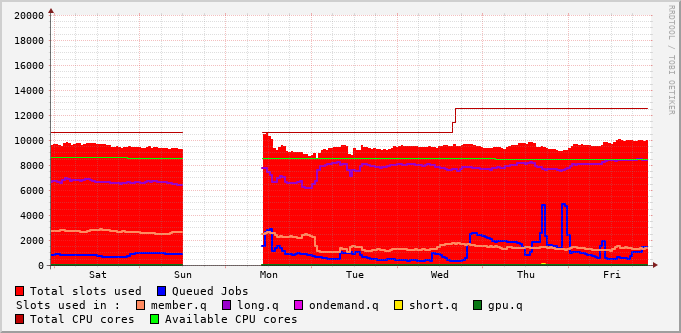 RRDTOOL / TOBI OETIKER
20000
18000
16000
14000
12000
10000
8000
6000
4000
2000
0
Sat Sun Mon Tue Wed Thu Fri
Total slots used Queued Jobs
Slots used in : member.q long.q ondemand.q short.q gpu.q
Total CPU cores Available CPU cores